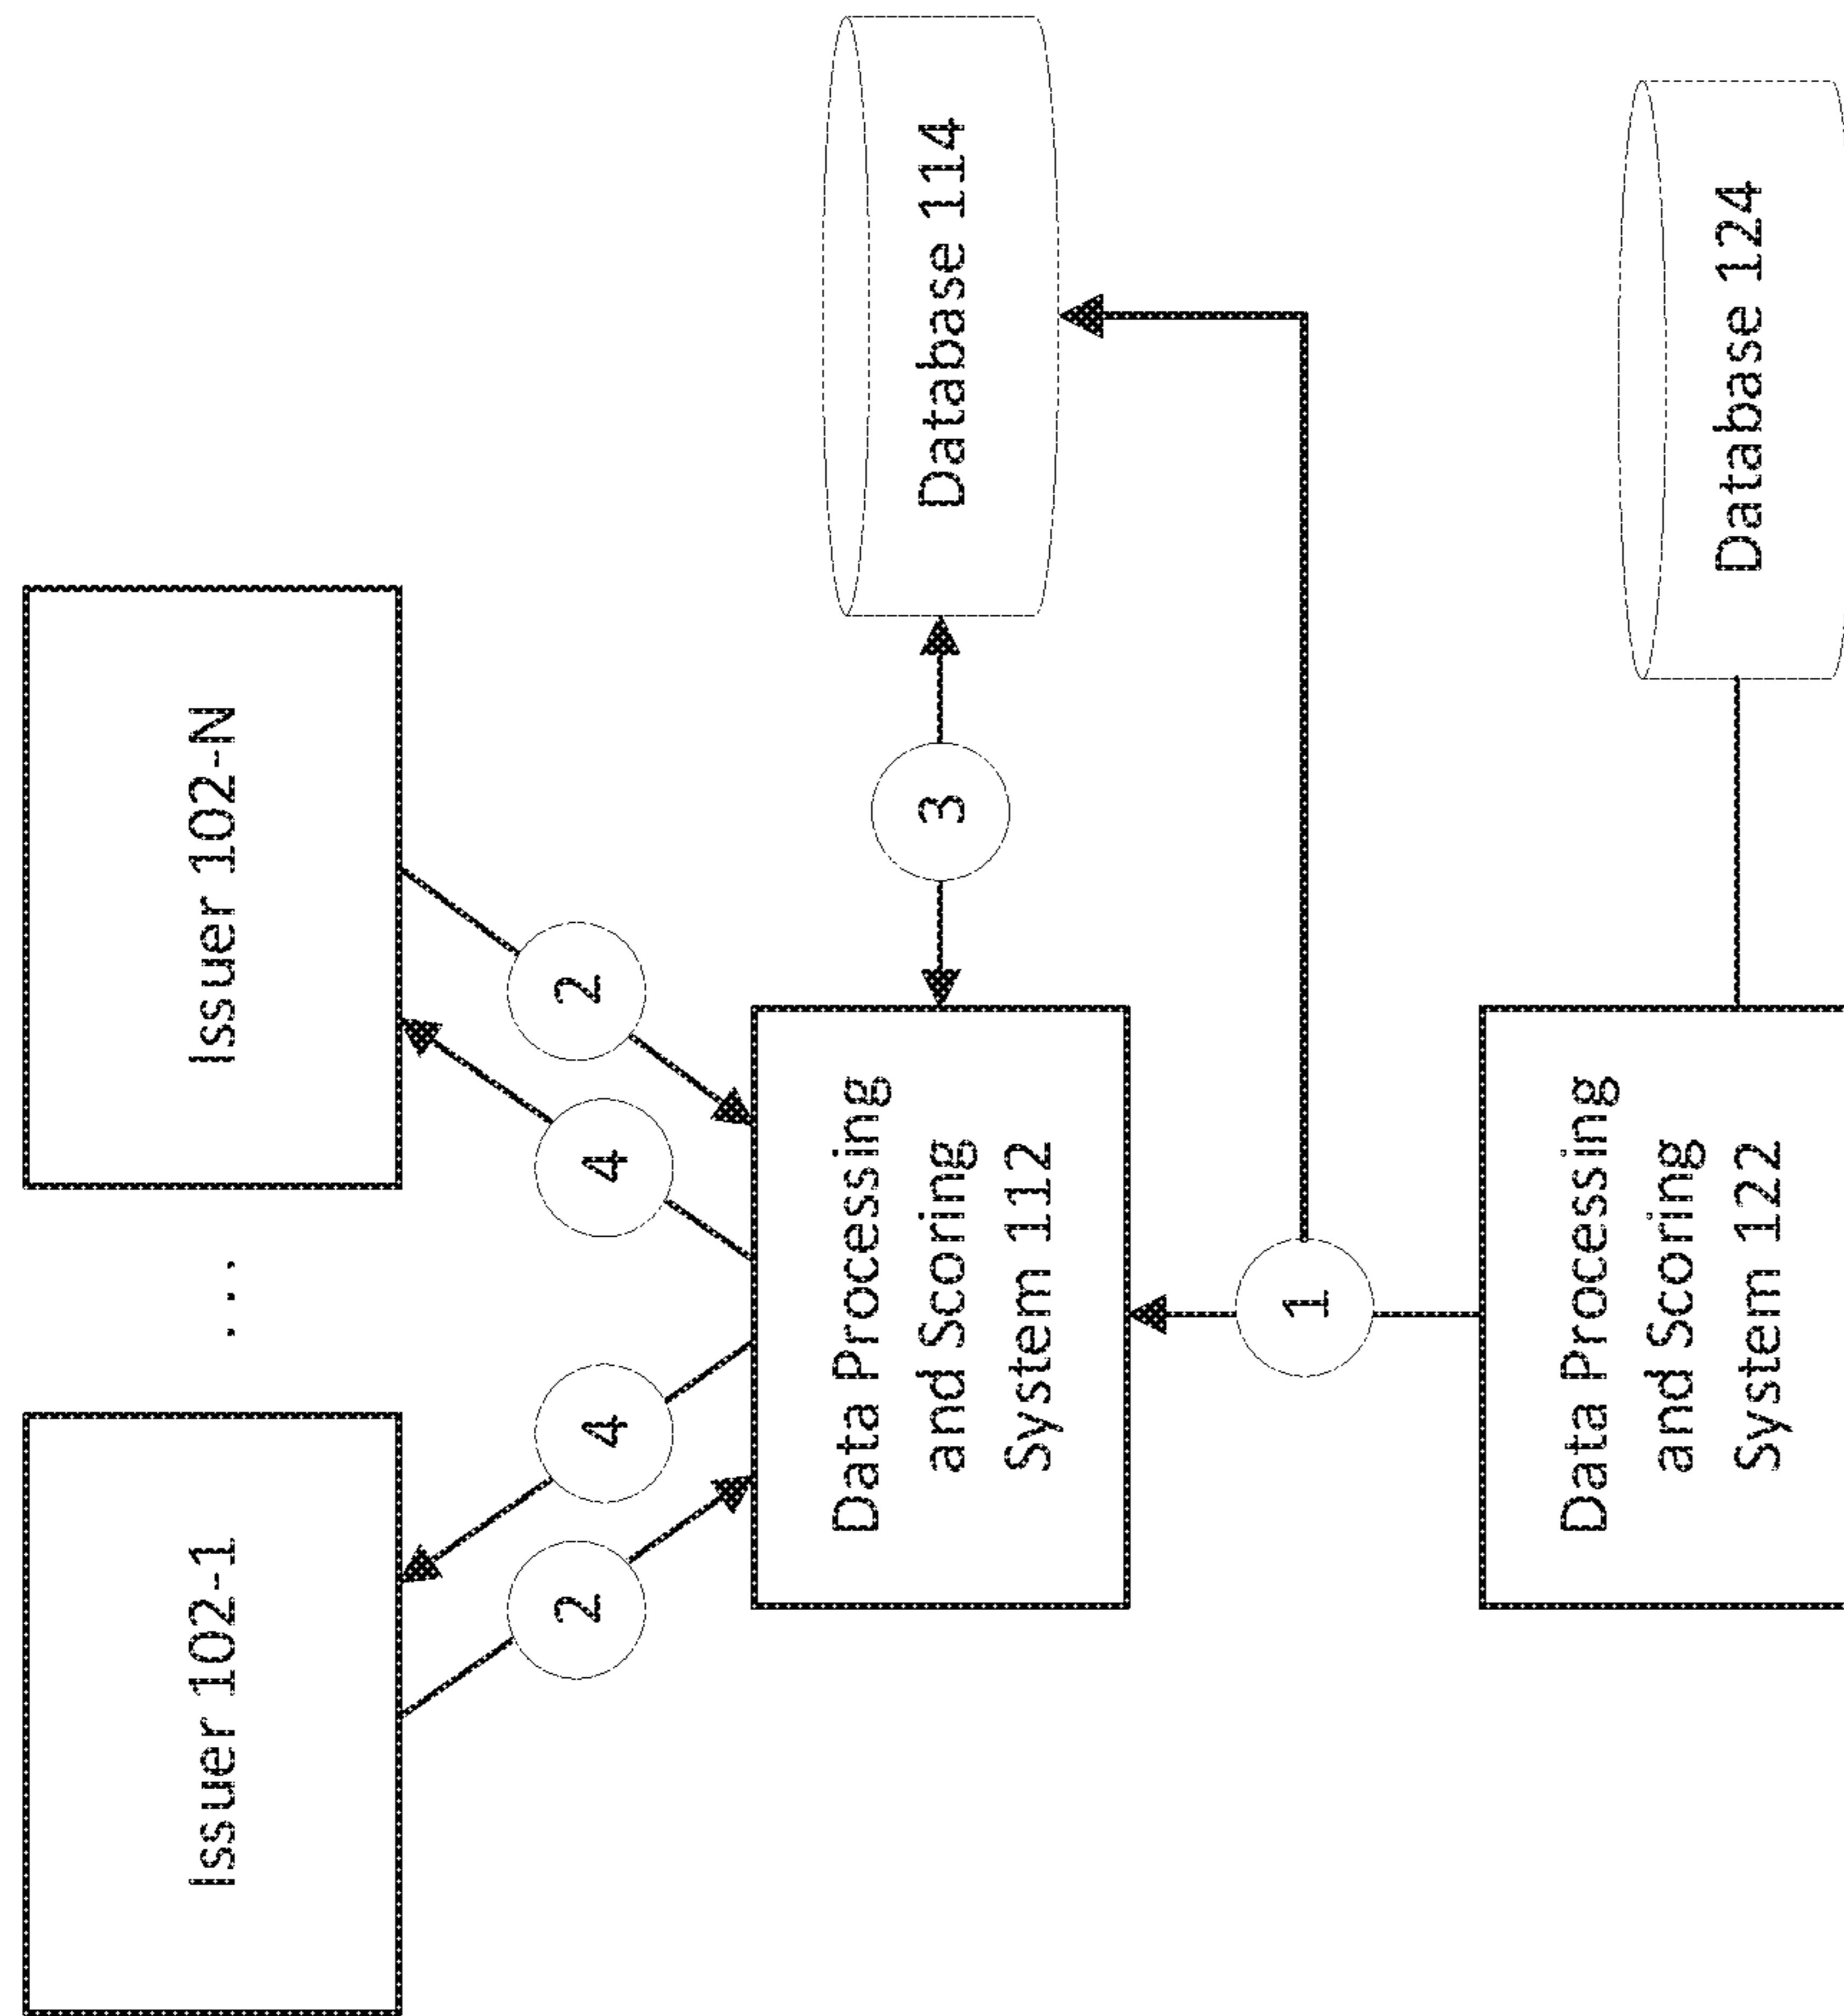 Issuer 102-1
. . .
Issuer 102-N
2
4
4
2
Data Processing
and Scoring
System 112
3
Database 114
1
Data Processing
and Scoring
System 122
Database 124